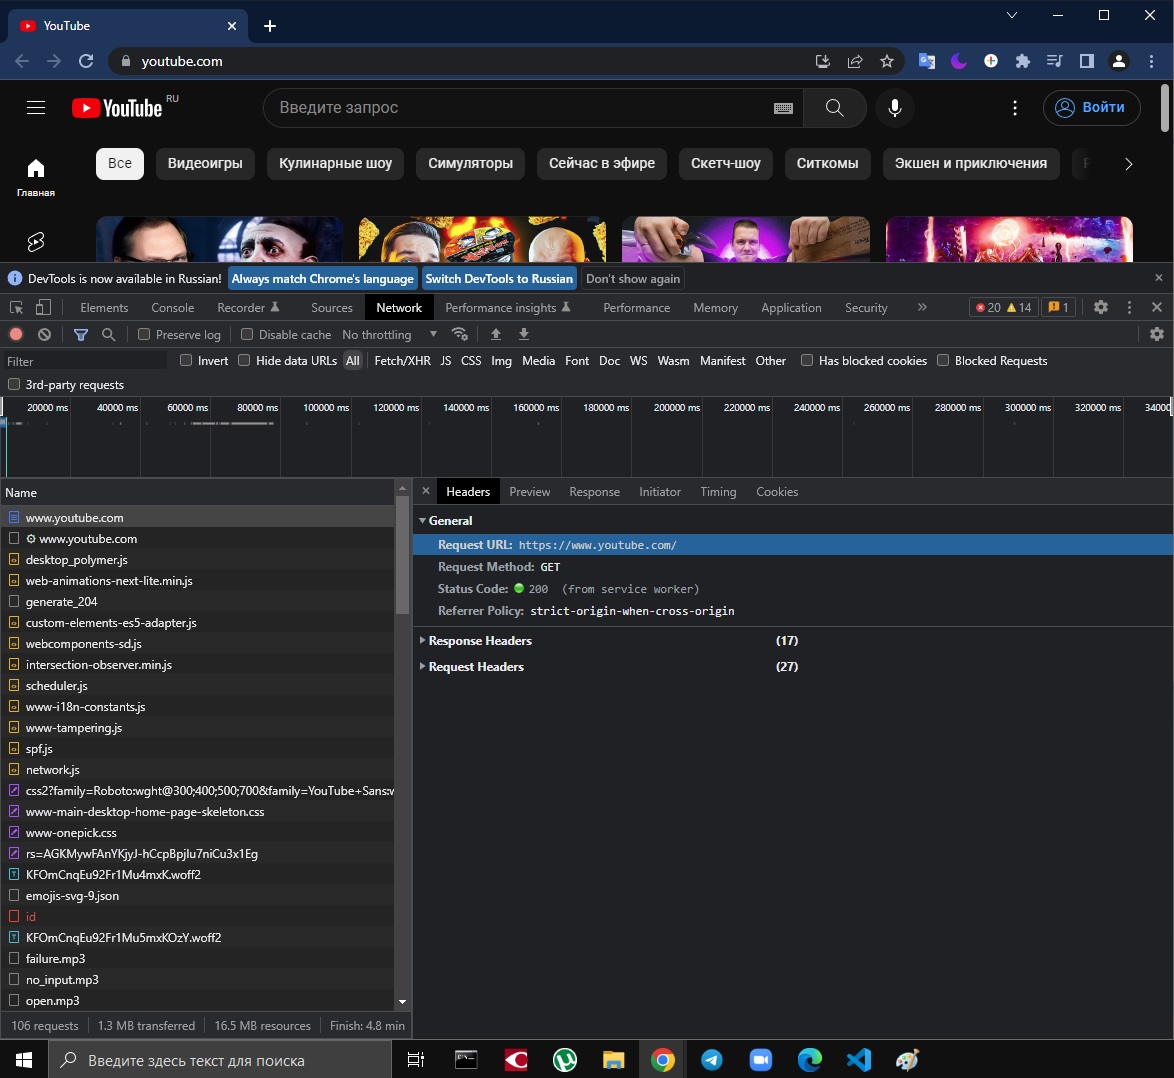 YouTube
youtube.com
YouTube RU
Введите запрос
Войти
Все
Видеоигры
Кулинарные шоу
Симуляторы
Сейчас в эфире
Скетч-шоу
Ситкомы
Экшен и приключения
Главная
DevTools is now available in Russian! Always match Chrome's language Switch DevTools to Russian Don't show again
Elements Console Recorder Sources Network Performance insights Performance Memory Application Security 20 14 1
Preserve log Disable cache No throttling
Filter Invert Hide data URLs All Fetch/XHR JS CSS Img Media Font Doc WS Wasm Manifest Other Has blocked cookies Blocked Requests
3rd-party requests
20000 ms 40000 ms 60000 ms 80000 ms 100000 ms 120000 ms 140000 ms 160000 ms 180000 ms 200000 ms 220000 ms 240000 ms 260000 ms 280000 ms 300000 ms 320000 ms 34000
Name
www.youtube.com
www.youtube.com
desktop_polymer.js
web-animations-next-lite.min.js
generate_204
custom-elements-es5-adapter.js
webcomponents-sd.js
intersection-observer.min.js
scheduler.js
www-i18n-constants.js
www-tampering.js
spf.js
network.js
css2?family=Roboto:wght@300;400;500;700&family=YouTube+Sans:w
www-main-desktop-home-page-skeleton.css
www-onepick.css
rs=AGKMywFAnYKjyJ-hCcpBpjlu7niCu3x1Eg
KFOmCnqEu92Fr1Mu4mxK.woff2
emojis-svg-9.json
id
KFOmCnqEu92Fr1Mu5mxKOzY.woff2
failure.mp3
no_input.mp3
open.mp3
106 requests 1.3 MB transferred 16.5 MB resources Finish: 4.8 min
Headers Preview Response Initiator Timing Cookies
General
Request URL: https://www.youtube.com/
Request Method: GET
Status Code: 200 (from service worker)
Referrer Policy: strict-origin-when-cross-origin
Response Headers (17)
Request Headers (27)
Введите здесь текст для поиска